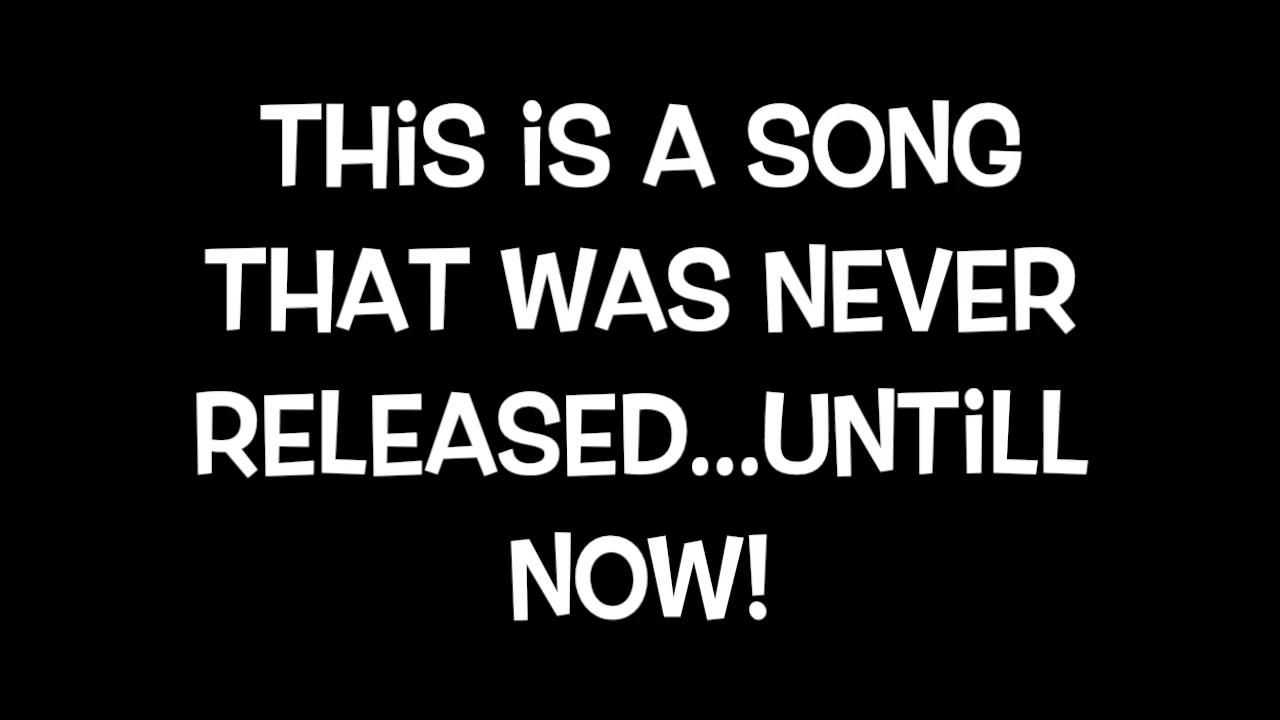 THiS iS A SONG
THAT WAS NEVER
RELEASED...UNTiLL
NOW!